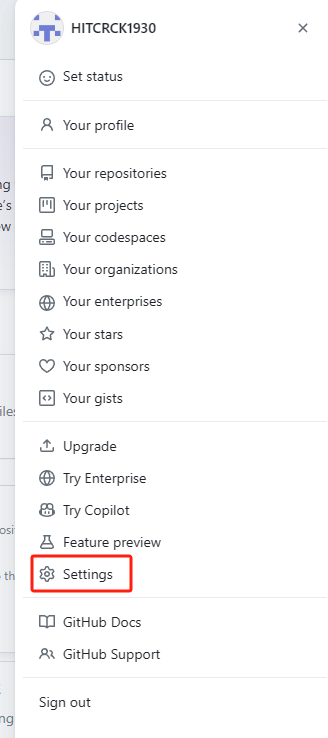 HITCRCK1930
Set status
Your profile
Your repositories
Your projects
Your codespaces
Your organizations
Your enterprises
Your stars
Your sponsors
Your gists
Upgrade
Try Enterprise
Try Copilot
Feature preview
Settings
GitHub Docs
GitHub Support
Sign out